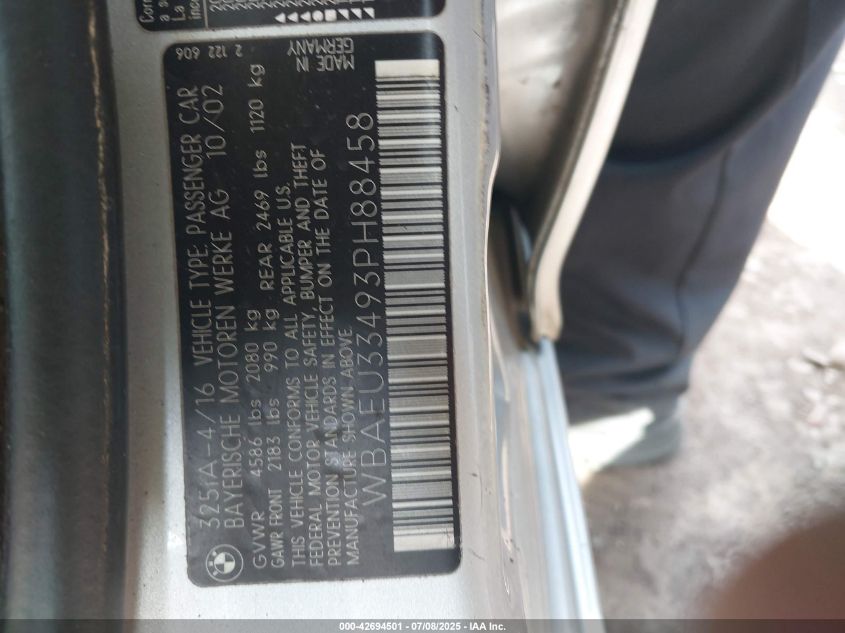 325iA-4/16 VEHICLE TYPE: PASSENGER CAR
BAYERISCHE MOTOREN WERKE AG 10/02
GVWR 4586 lbs 2080 kg
GAWR FRONT 2183 lbs - 990 kg REAR 2469 lbs 1120 kg
THIS VEHICLE CONFORMS TO ALL APPLICABLE U.S.
FEDERAL MOTOR VEHICLE SAFETY, BUMPER AND THEFT
PREVENTION STANDARDS IN EFFECT ON THE DATE OF
MANUFACTURE SHOWN ABOVE.
WBAEU33493PH88458
2 122 606
MADE IN
GERMANY
000-42694501 - 07/08/2025 - IAA Inc.